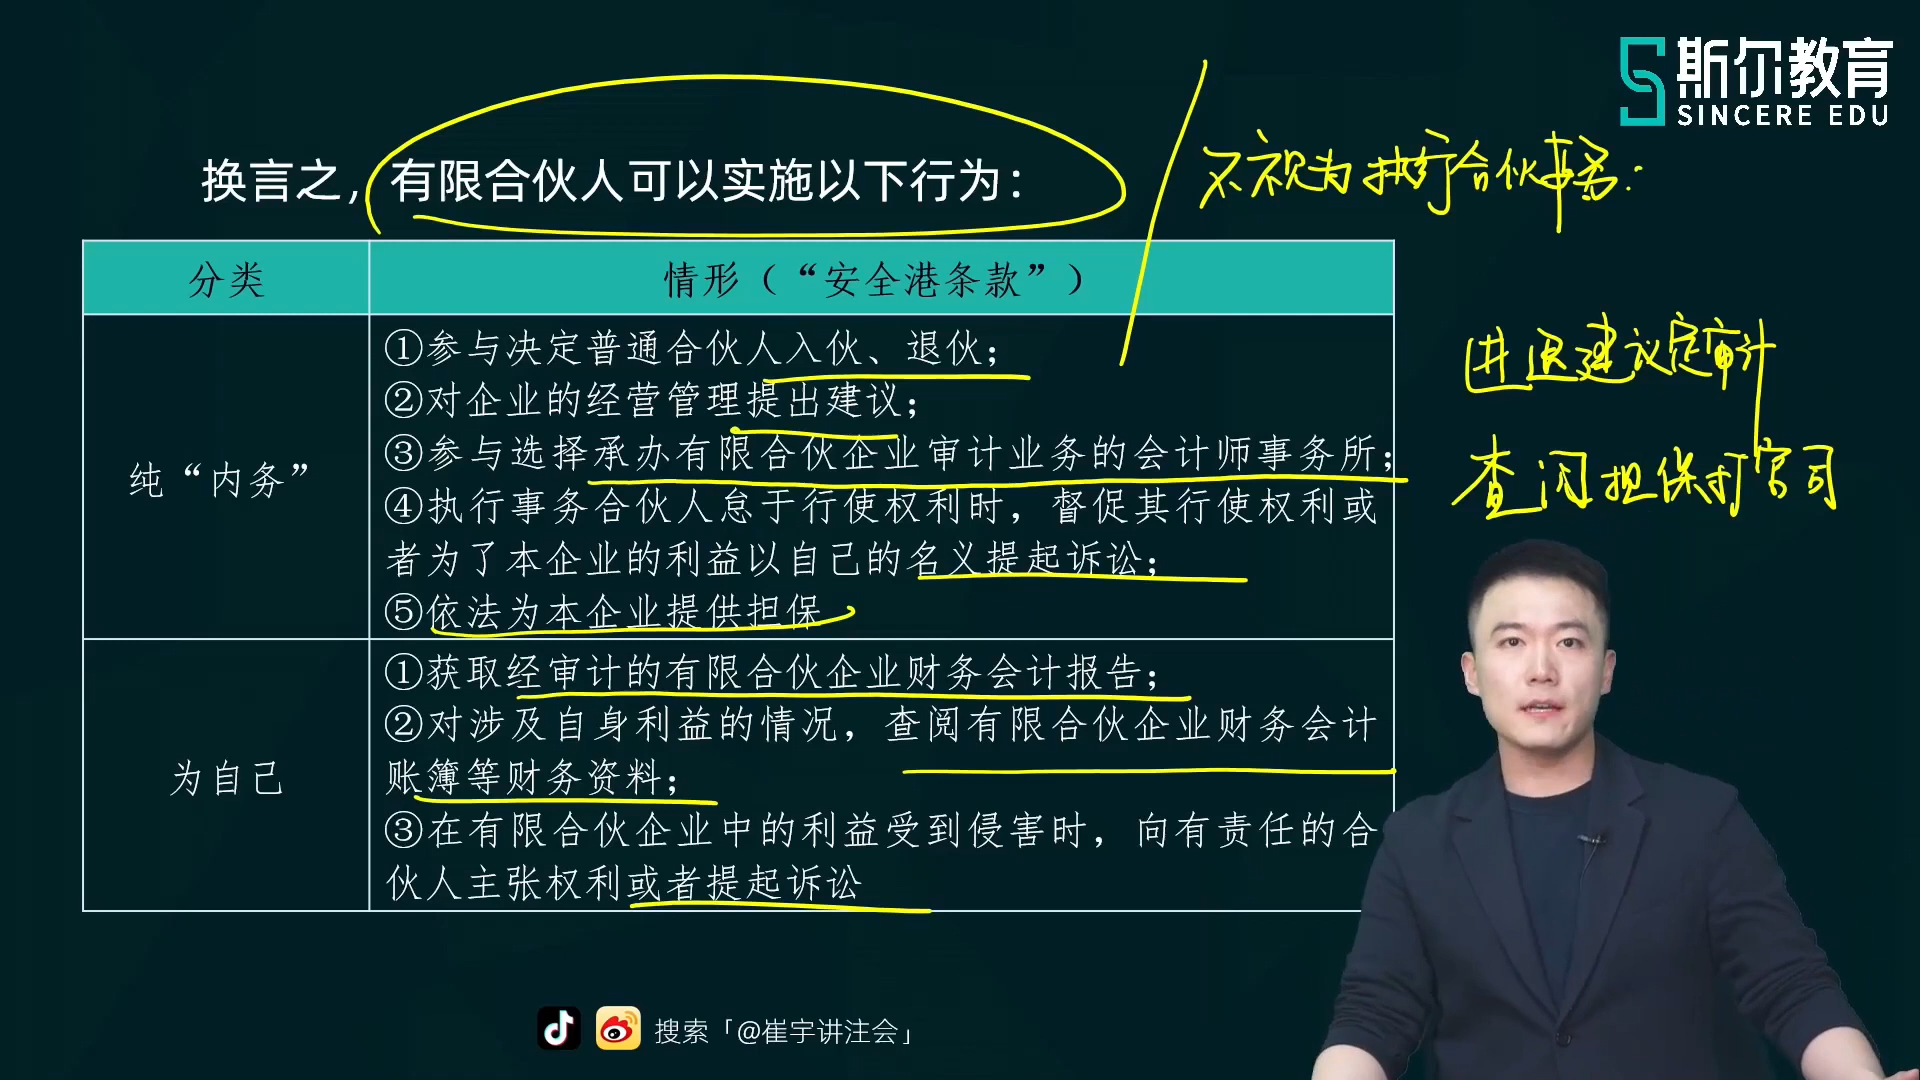 斯尔教育
SINCERE EDU
换言之，有限合伙人可以实施以下行为：
不视为执行合伙事务：
分类
情形（“安全港条款”）
纯“内务”
①参与决定普通合伙人入伙、退伙；
②对企业的经营管理提出建议；
③参与选择承办有限合伙企业审计业务的会计师事务所；
④执行事务合伙人怠于行使权利时，督促其行使权利或
者为了本企业的利益以自己的名义提起诉讼；
⑤依法为本企业提供担保
进退建议定审计
查阅担保打官司
为自己
①获取经审计的有限合伙企业财务会计报告；
②对涉及自身利益的情况，查阅有限合伙企业财务会计
账簿等财务资料；
③在有限合伙企业中的利益受到侵害时，向有责任的合
伙人主张权利或者提起诉讼
搜索「@崔宇讲注会」